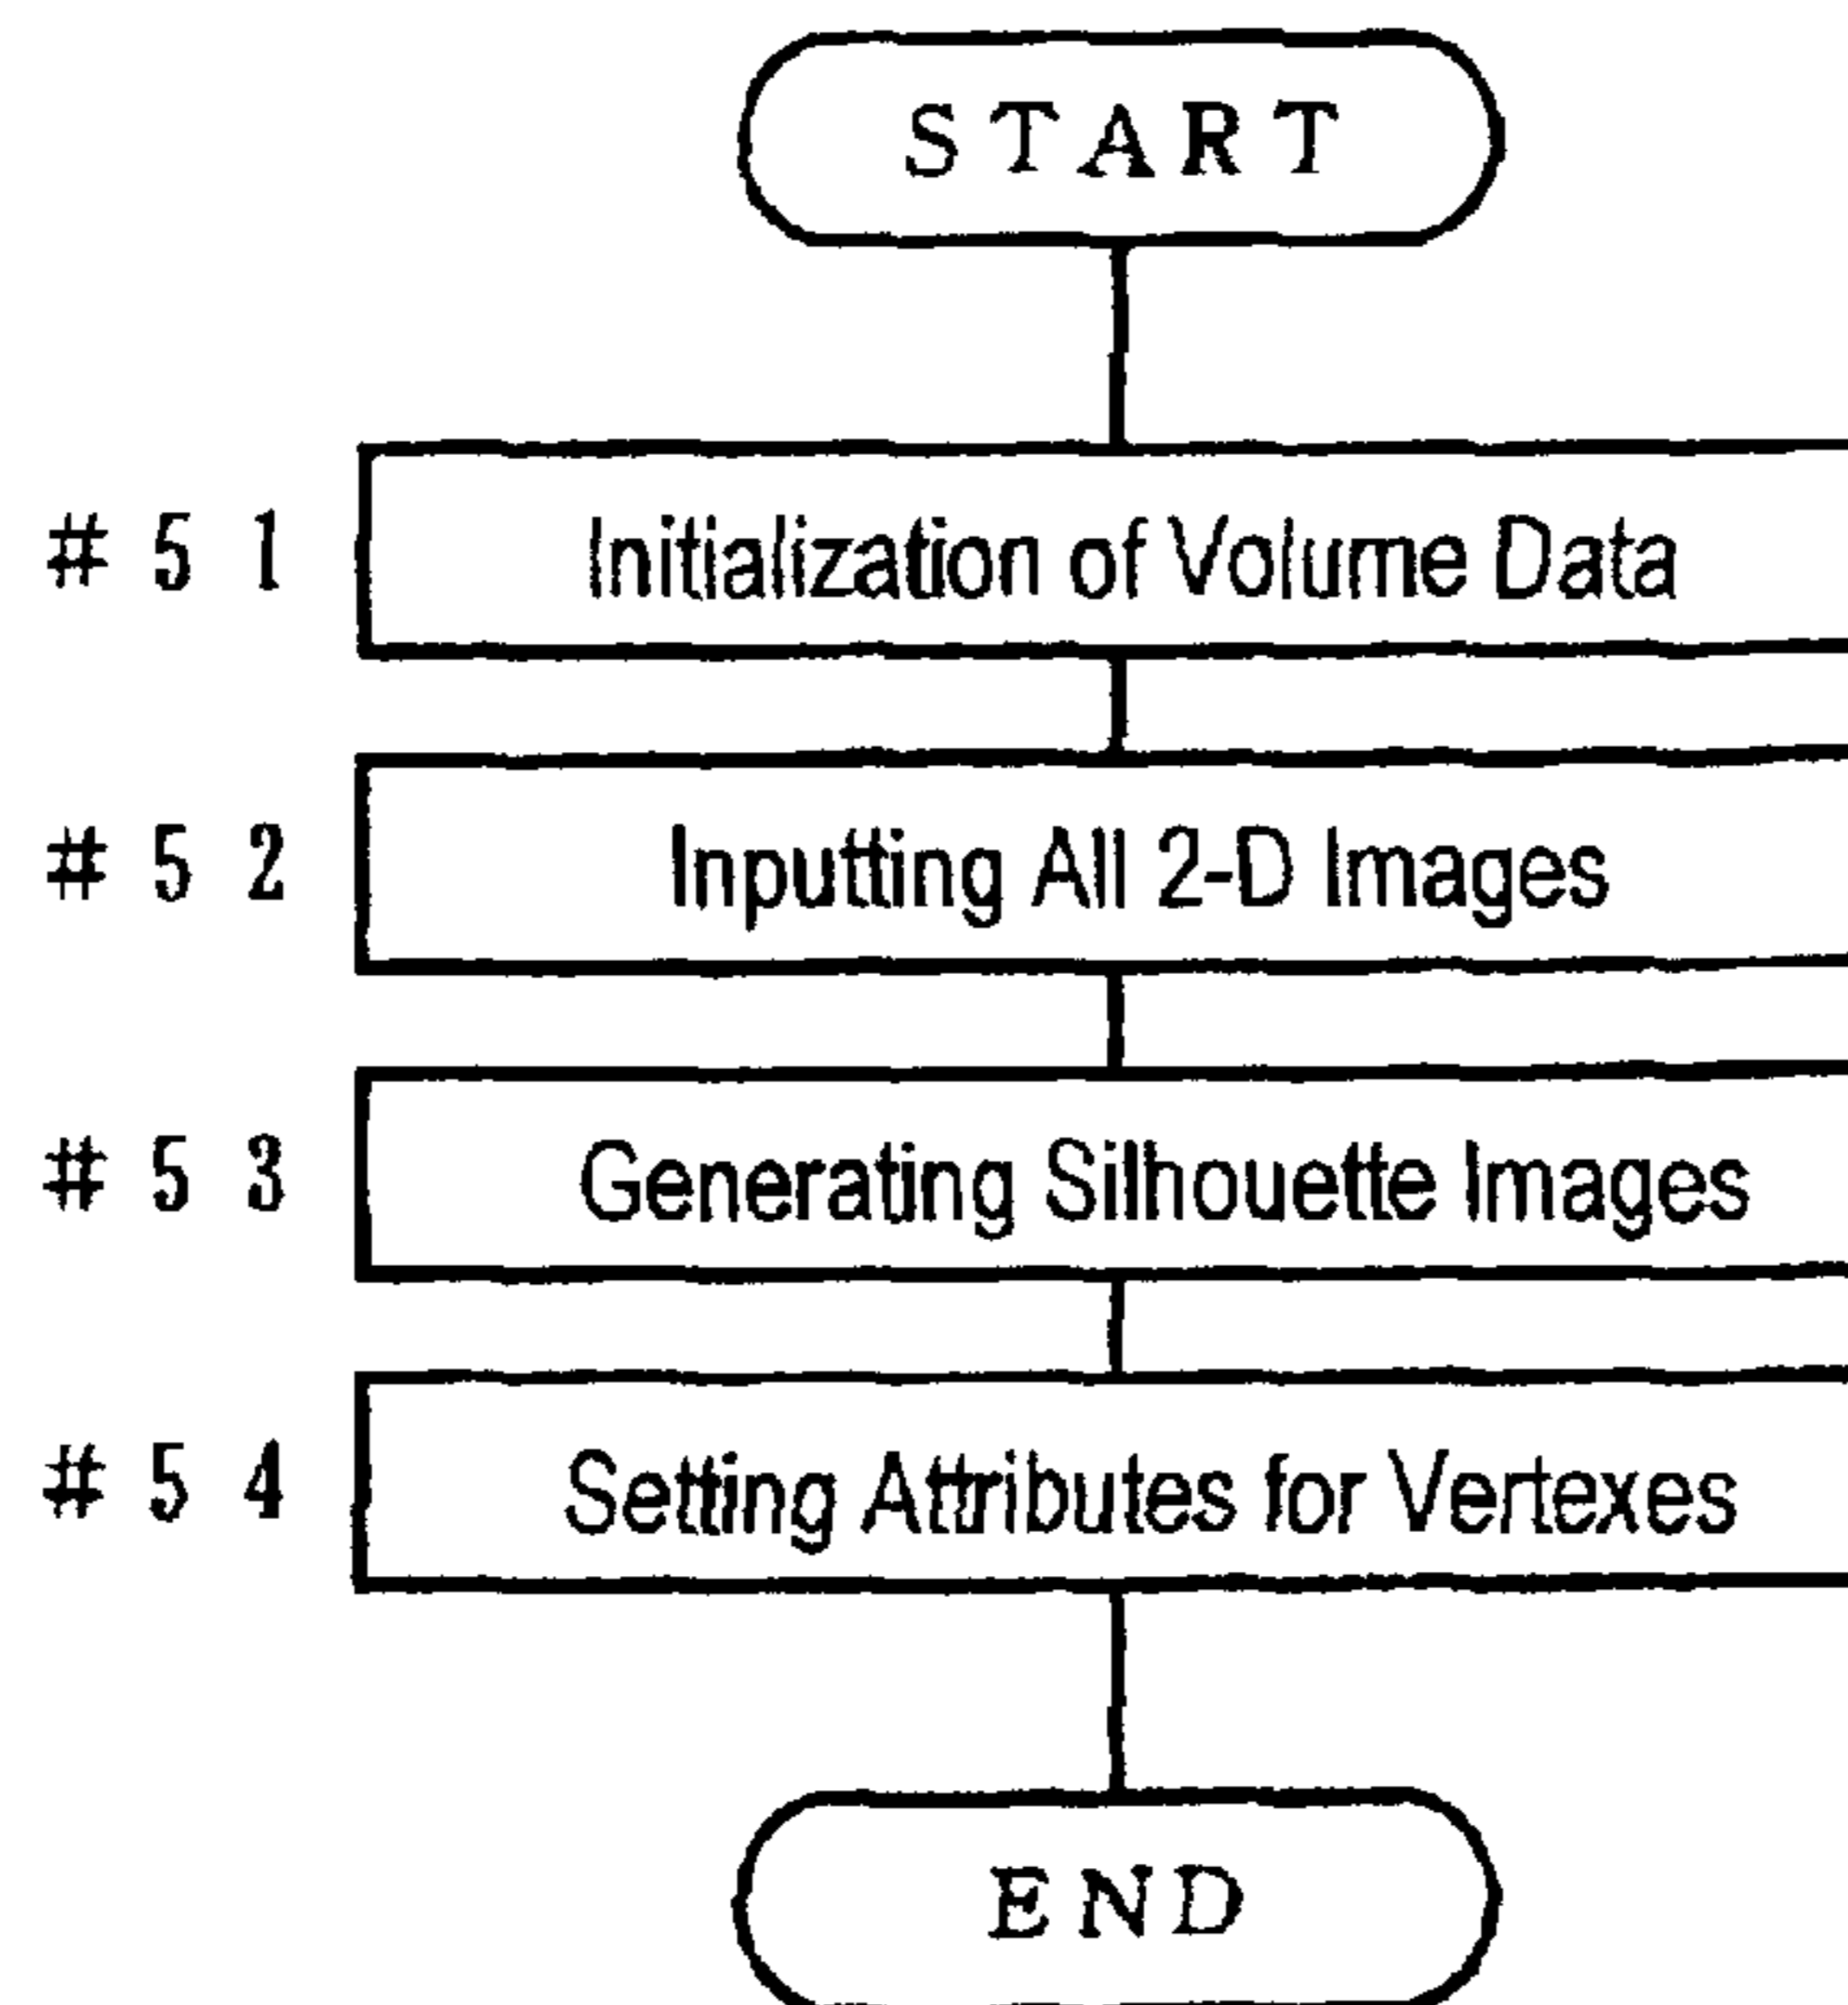 START
#51 Initialization of Volume Data
#52 Inputting All 2-D Images
#53 Generating Silhouette Images
#54 Setting Attributes for Vertexes
END